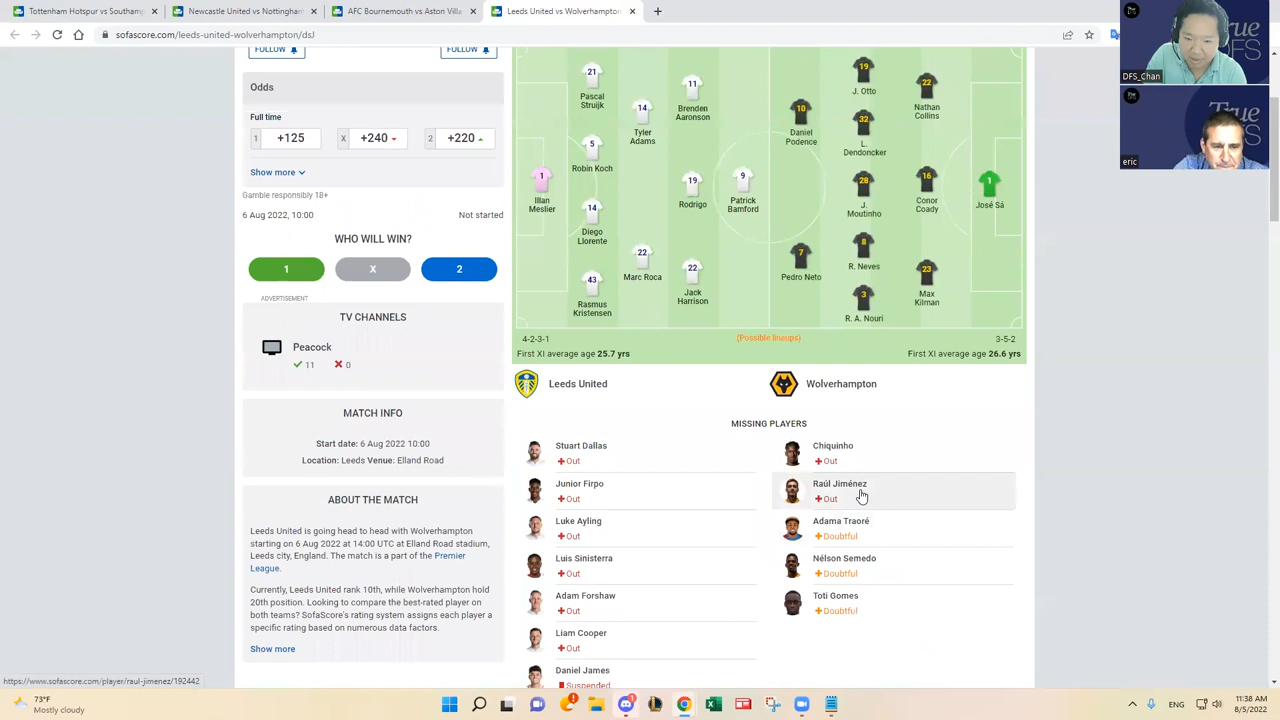 Tottenham Hotspur vs Southamp
Newcastle United vs Nottingham
AFC Bournemouth vs Aston Villa
Leeds United vs Wolverhampton
sofascore.com/leeds-united-wolverhampton/dsJ
FOLLOW
FOLLOW
Odds
Full time
1 +125
X +240
2 +220
Show more
Gamble responsibly 18+
6 Aug 2022, 10:00
Not started
WHO WILL WIN?
1
X
2
ADVERTISEMENT
TV CHANNELS
Peacock
11
0
MATCH INFO
Start date: 6 Aug 2022 10:00
Location: Leeds Venue: Elland Road
ABOUT THE MATCH
Leeds United is going head to head with Wolverhampton
starting on 6 Aug 2022 at 14:00 UTC at Elland Road stadium,
Leeds city, England. The match is a part of the Premier
League.
Currently, Leeds United rank 10th, while Wolverhampton hold
20th position. Looking to compare the best-rated player on
both teams? SofaScore's rating system assigns each player a
specific rating based on numerical data factors.
Show more
1
Illan
Meslier
21
Pascal
Struijk
5
Robin Koch
14
Diego
Llorente
43
Rasmus
Kristensen
14
Tyler
Adams
22
Marc Roca
11
Brenden
Aaronson
19
Rodrigo
22
Jack
Harrison
9
Patrick
Bamford
10
Daniel
Podence
7
Pedro Neto
19
J. Otto
32
L.
Dendoncker
28
J.
Moutinho
8
R. Neves
3
R. A. Nouri
22
Nathan
Collins
16
Conor
Coady
23
Max
Kilman
1
José Sá
4-2-3-1
(Possible lineups)
3-5-2
First XI average age 25.7 yrs
First XI average age 26.6 yrs
Leeds United
Wolverhampton
MISSING PLAYERS
Stuart Dallas
Out
Junior Firpo
Out
Luke Ayling
Out
Luis Sinisterra
Out
Adam Forshaw
Out
Liam Cooper
Out
Daniel James
Suspended
Chiquinho
Out
Raúl Jiménez
Out
Adama Traoré
Doubtful
Nélson Semedo
Doubtful
Toti Gomes
Doubtful
True
DFS
DFS_Chan
True
DFS
eric
https://www.sofascore.com/player/raul-jimenez/192442
73°F
Mostly cloudy
ENG
11:38 AM
8/5/2022